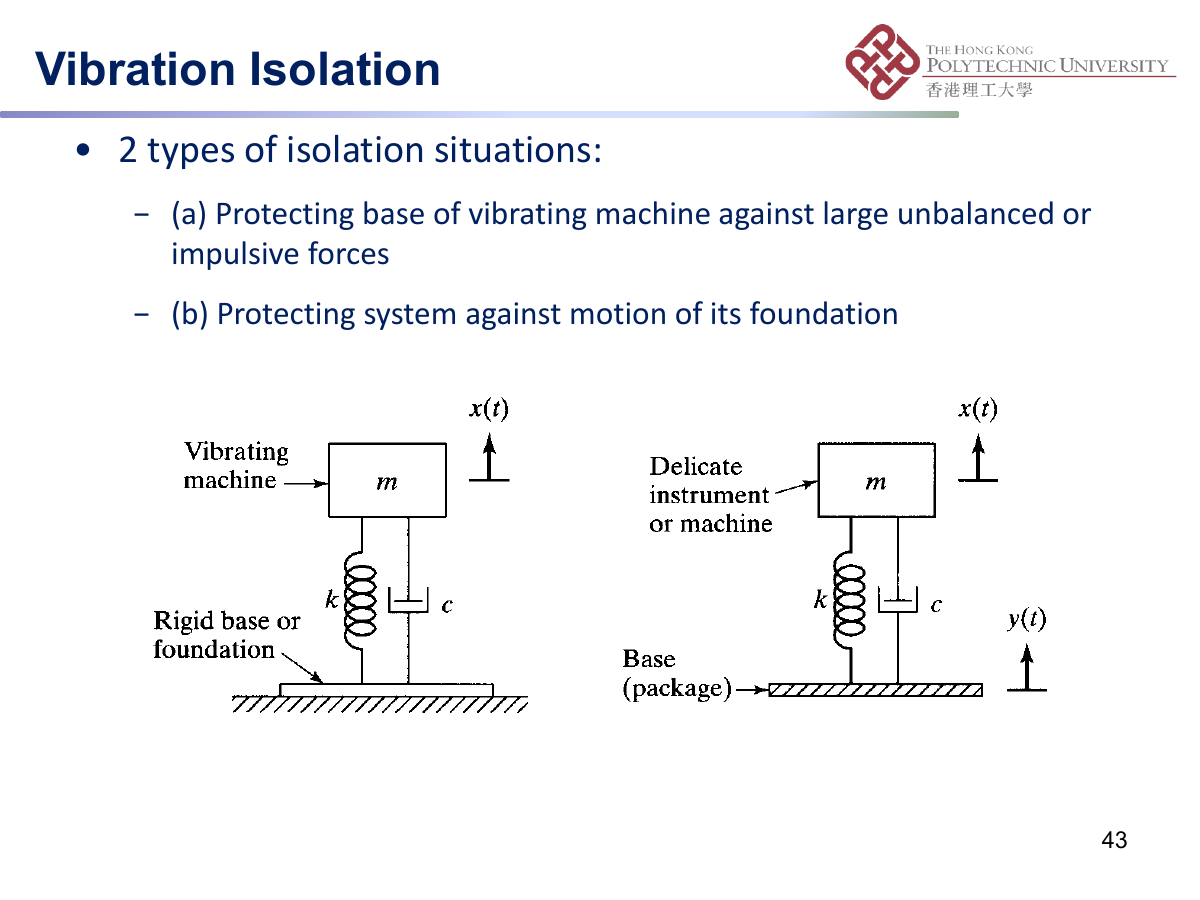 Vibration Isolation
THE HONG KONG
POLYTECHNIC UNIVERSITY
香港理工大學
• 2 types of isolation situations:
– (a) Protecting base of vibrating machine against large unbalanced or
impulsive forces
– (b) Protecting system against motion of its foundation
x(t)
Vibrating
machine
m
k
c
Rigid base or
foundation
x(t)
Delicate
instrument
or machine
m
k
c
y(t)
Base
(package)
43